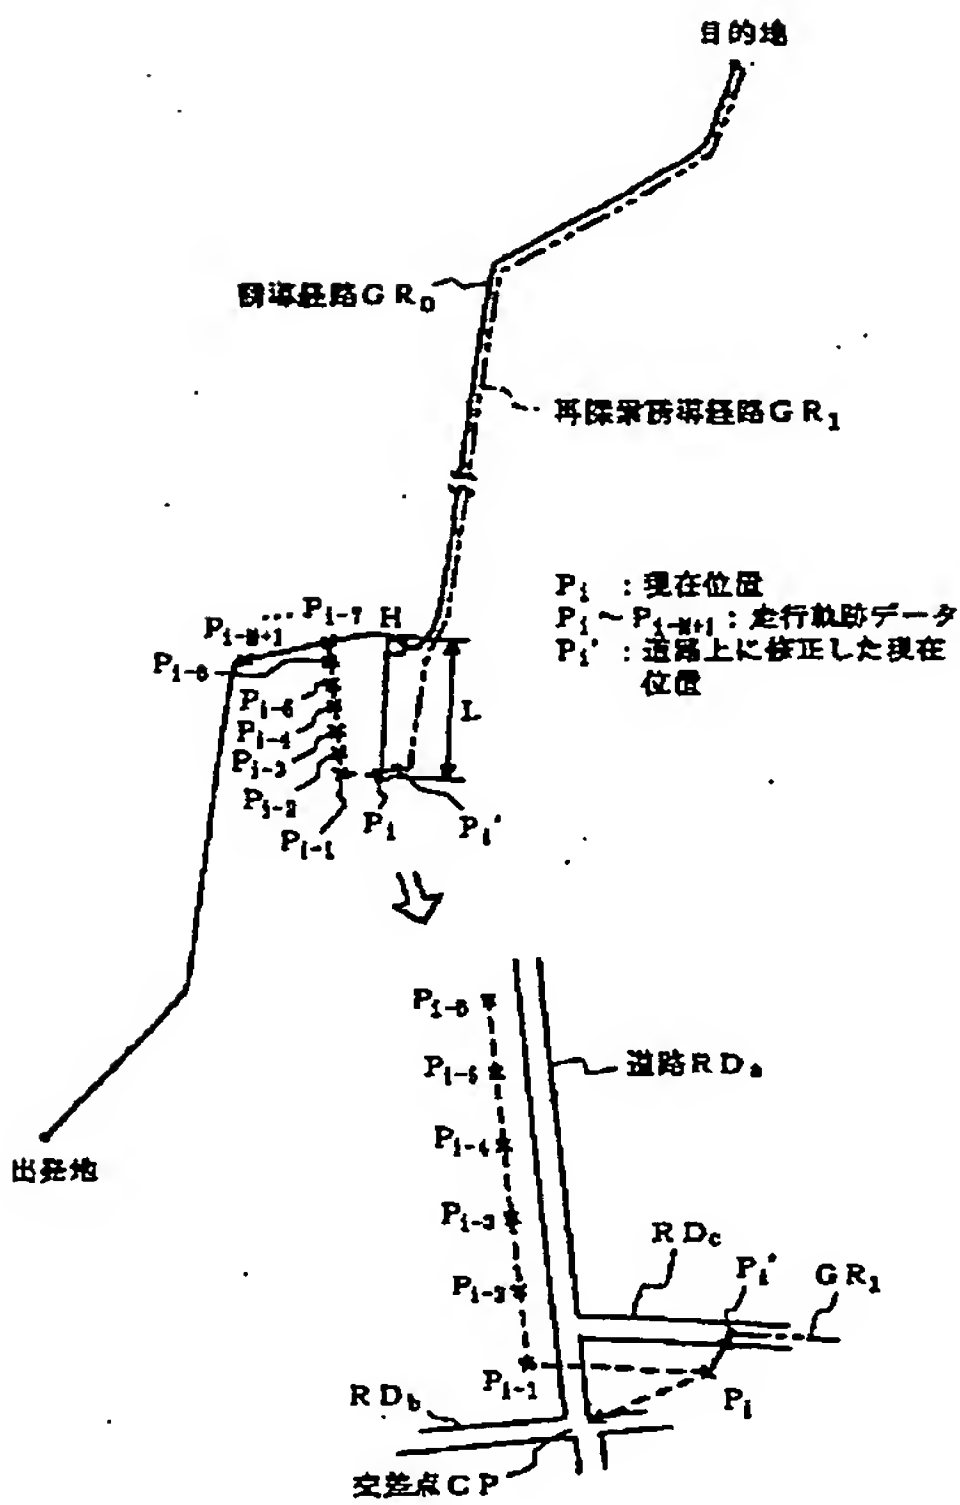 目的地
誘導経路GR₀
再探索誘導経路GR₁
Pᵢ : 現在位置
Pᵢ～Pᵢ₋N₊₁ : 走行軌跡データ
Pᵢ' : 道路上に修正した現在
位置
Pᵢ₋N₊₁ … Pᵢ₋₇ H
Pᵢ₋₆
Pᵢ₋₅
Pᵢ₋₄
Pᵢ₋₃
Pᵢ₋₂
Pᵢ₋₁
Pᵢ
Pᵢ'
L
出発地
Pᵢ₋₆
Pᵢ₋₅
Pᵢ₋₄
Pᵢ₋₃
Pᵢ₋₂
Pᵢ₋₁
道路RDₐ
RD_c
Pᵢ'
GR₁
Pᵢ
RD_b
交差点CP